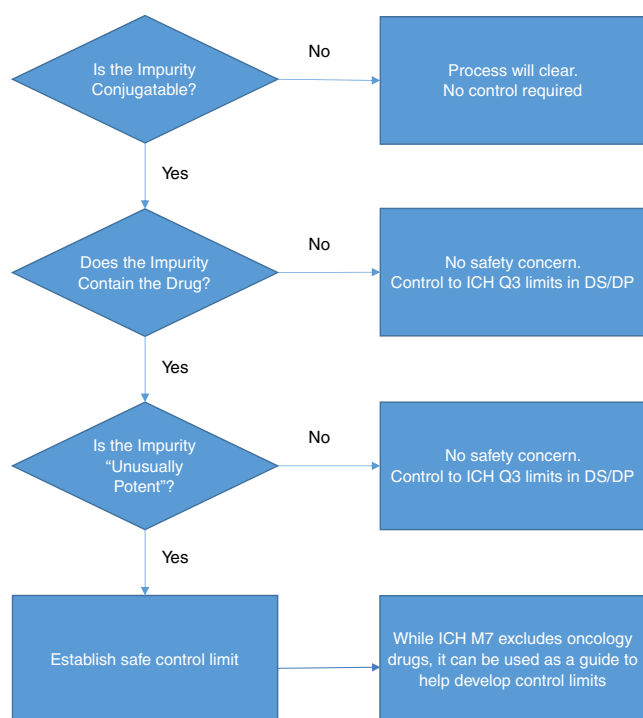 Is the Impurity
Conjugatable?
No
Process will clear.
No control required
Yes
Does the Impurity
Contain the Drug?
No
No safety concern.
Control to ICH Q3 limits in DS/DP
Yes
Is the Impurity
“Unusually
Potent”?
No
No safety concern.
Control to ICH Q3 limits in DS/DP
Yes
Establish safe control limit
While ICH M7 excludes oncology
drugs, it can be used as a guide to
help develop control limits